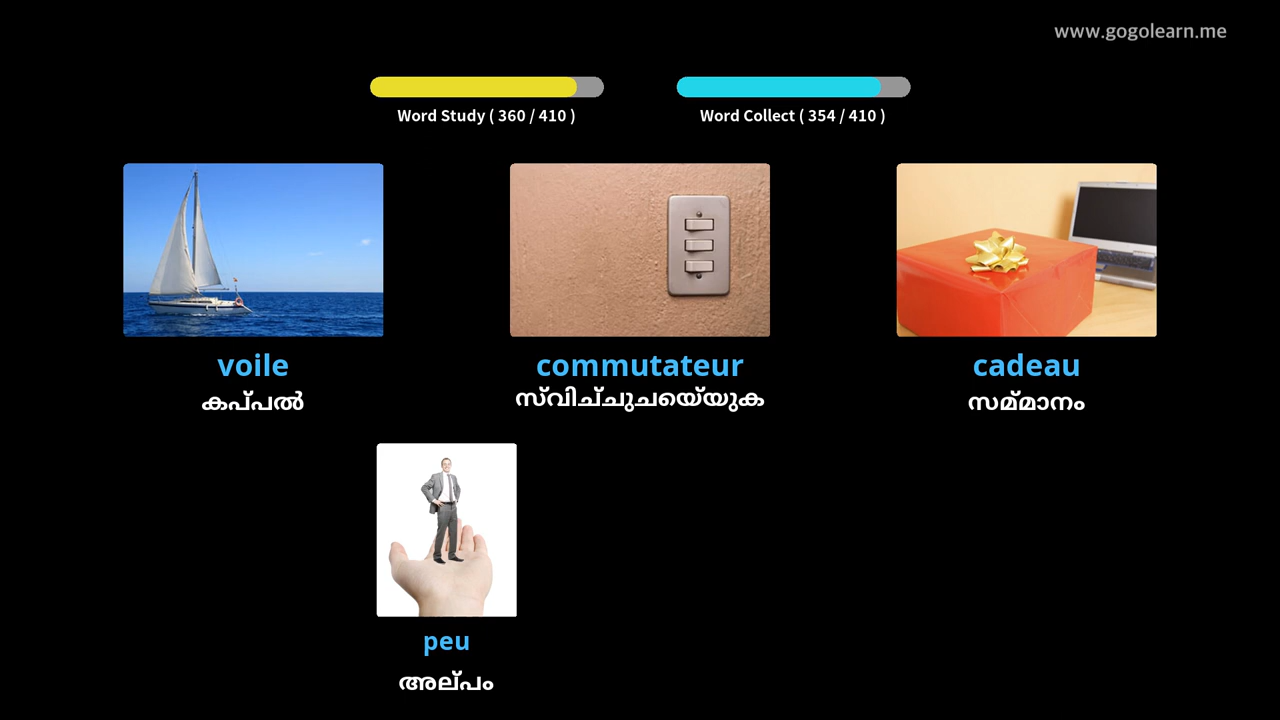 www.gogolearn.me
Word Study ( 360 / 410 )
Word Collect ( 354 / 410 )
voile
commutateur
cadeau
കപ്പൽ
സ്വിച്ചുചെയ്യുക
സമ്മാനം
peu
അല്പം